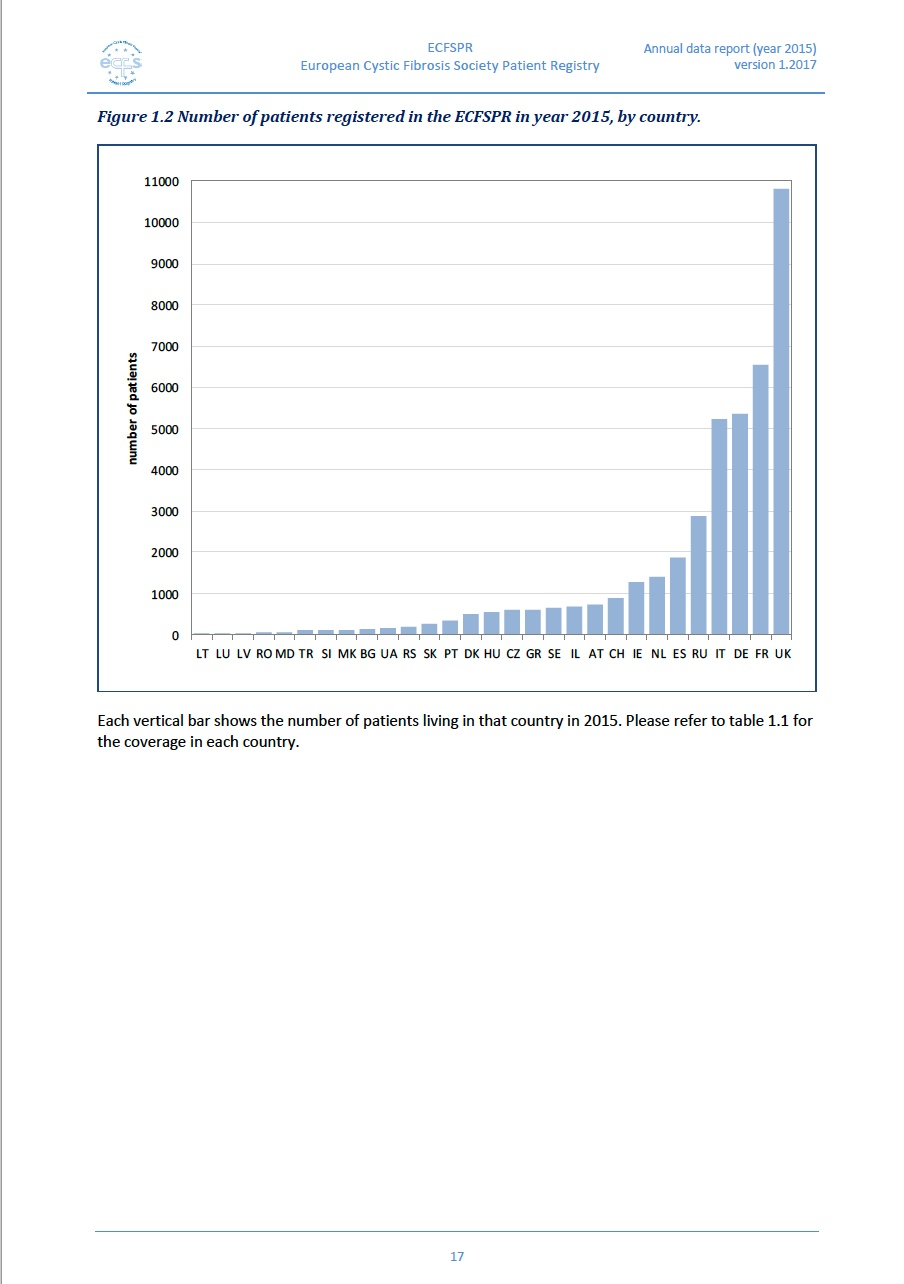 ecfs
ECFSPR
European Cystic Fibrosis Society Patient Registry
Annual data report (year 2015)
version 1.2017
Figure 1.2 Number of patients registered in the ECFSPR in year 2015, by country.
11000
10000
9000
8000
7000
6000
5000
4000
3000
2000
1000
0
number of patients
LT LU LV RO MD TR SI MK BG UA RS SK PT DK HU CZ GR SE IL AT CH IE NL ES RU IT DE FR UK
Each vertical bar shows the number of patients living in that country in 2015. Please refer to table 1.1 for
the coverage in each country.
17